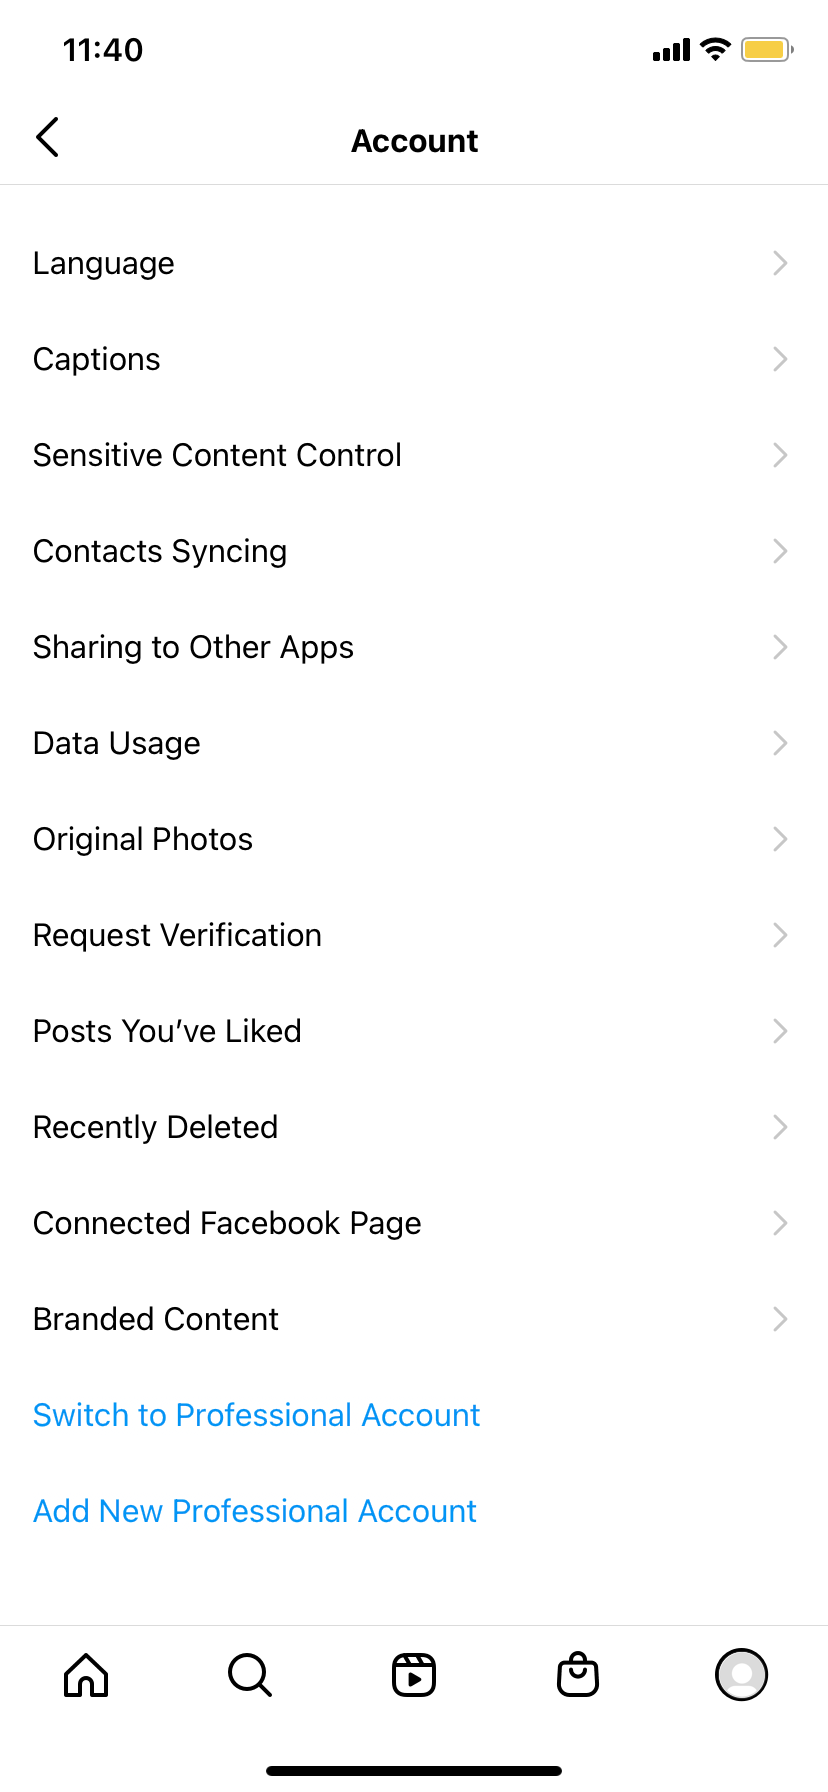 11:40
Account
Language
Captions
Sensitive Content Control
Contacts Syncing
Sharing to Other Apps
Data Usage
Original Photos
Request Verification
Posts You’ve Liked
Recently Deleted
Connected Facebook Page
Branded Content
Switch to Professional Account
Add New Professional Account